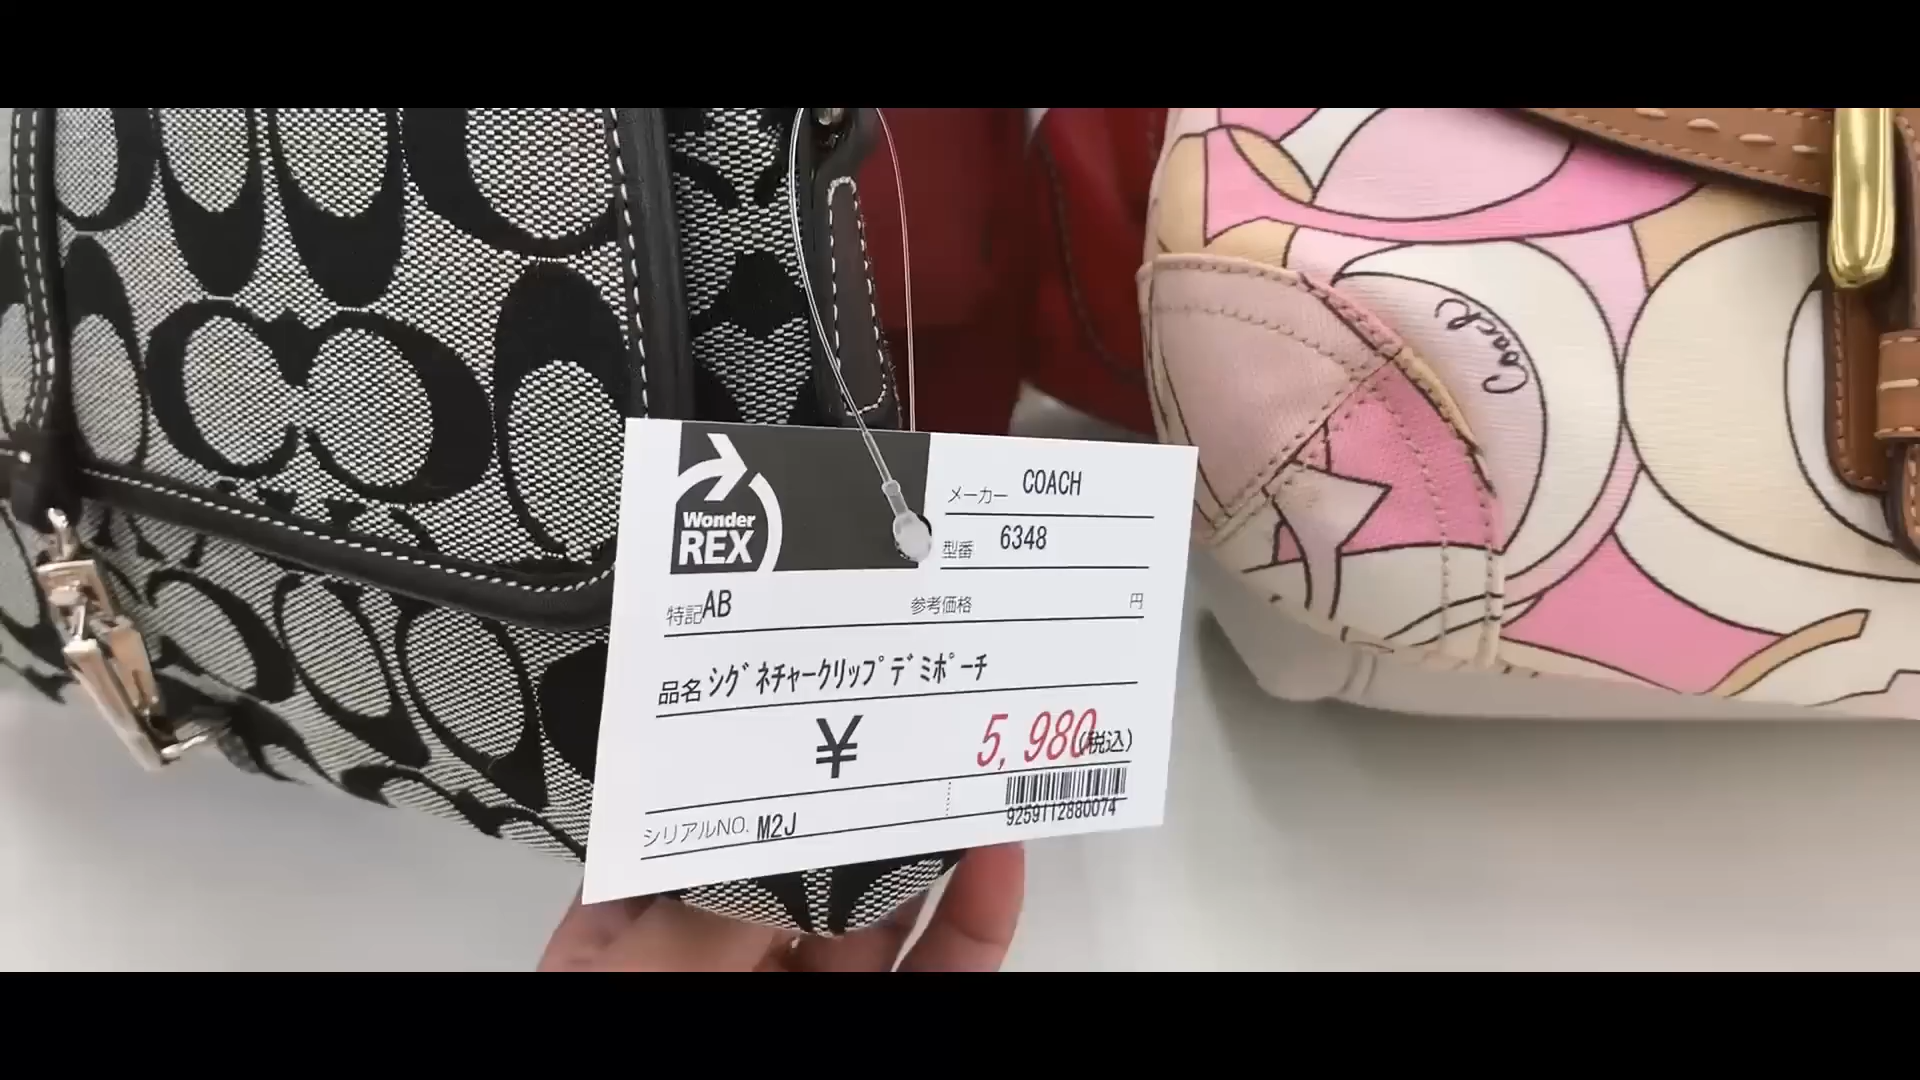 Coach
Wonder
REX
メーカー COACH
型番 6348
特記AB 参考価格 円
品名 シグネチャークリップデミポーチ
¥ 5,980(税込)
シリアルNO. M2J
9259112880074